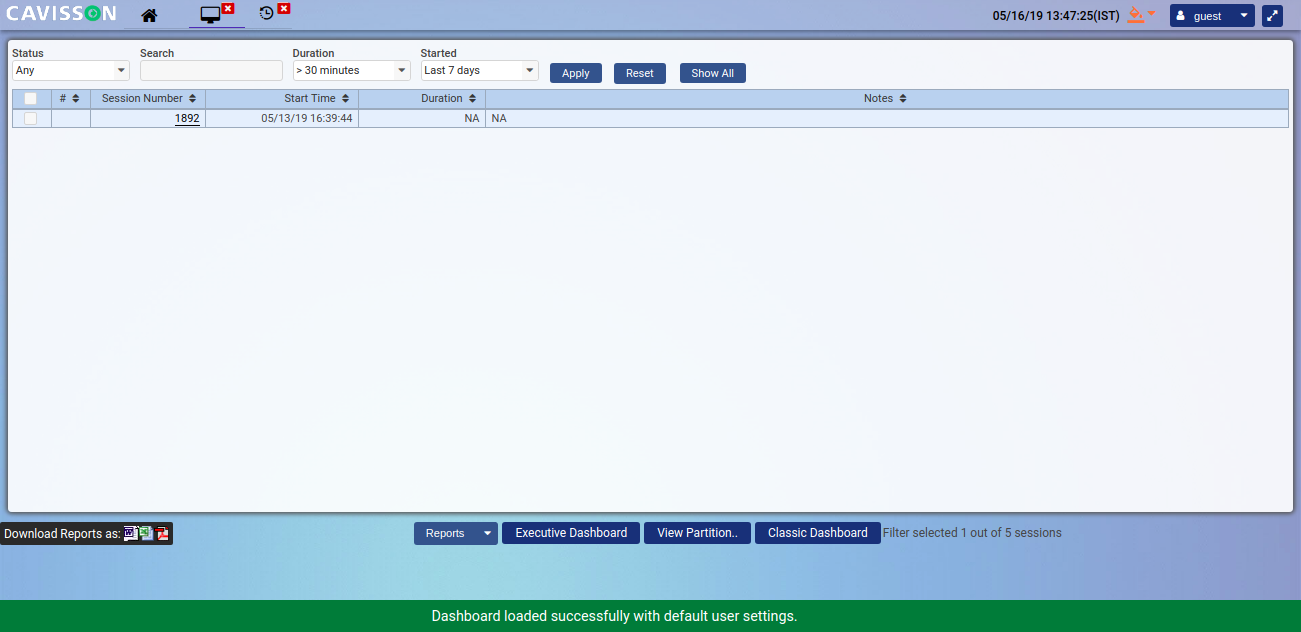 CAVISSON
05/16/19 13:47:25(IST)
guest
Status Search Duration Started
Any > 30 minutes Last 7 days Apply Reset Show All
# Session Number Start Time Duration Notes
1892 05/13/19 16:39:44 NA NA
Download Reports as: Reports Executive Dashboard View Partition.. Classic Dashboard Filter selected 1 out of 5 sessions
Dashboard loaded successfully with default user settings.